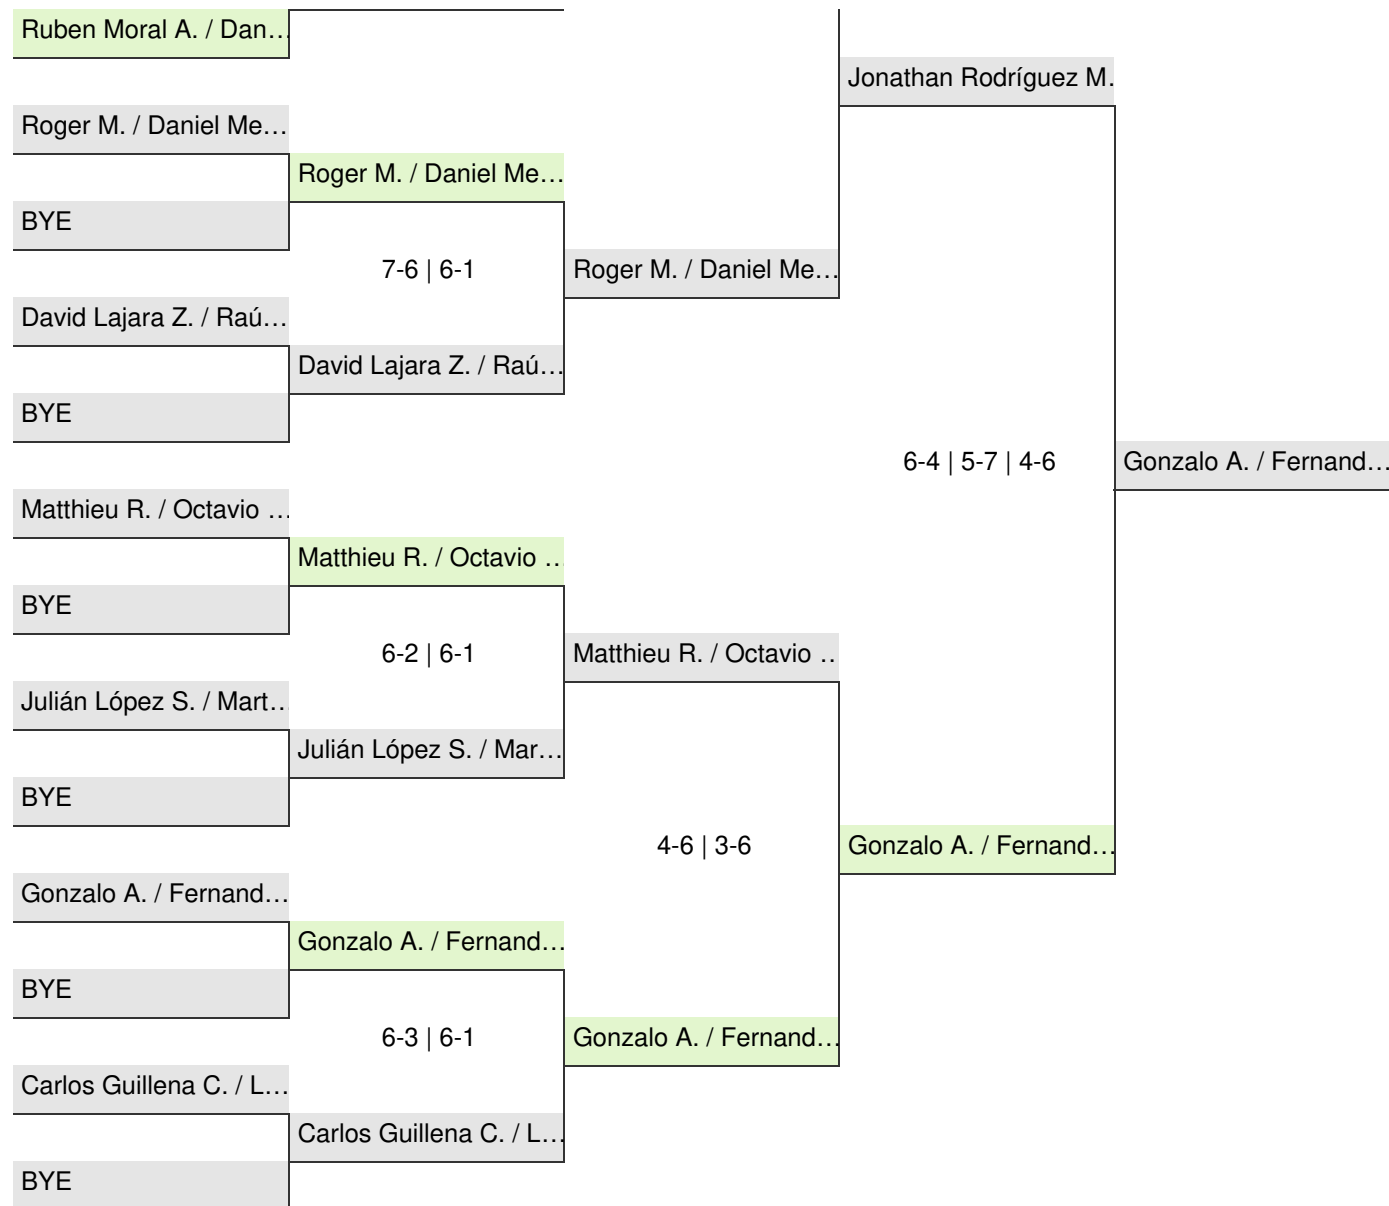 Ruben Moral A. / Dan…
Jonathan Rodríguez M.
Roger M. / Daniel Me…
Roger M. / Daniel Me…
BYE
7-6 | 6-1
Roger M. / Daniel Me…
David Lajara Z. / Raú…
David Lajara Z. / Raú…
BYE
6-4 | 5-7 | 4-6
Gonzalo A. / Fernand…
Matthieu R. / Octavio …
Matthieu R. / Octavio …
BYE
6-2 | 6-1
Matthieu R. / Octavio …
Julián López S. / Mart…
Julián López S. / Mar…
BYE
4-6 | 3-6
Gonzalo A. / Fernand…
Gonzalo A. / Fernand…
Gonzalo A. / Fernand…
BYE
6-3 | 6-1
Gonzalo A. / Fernand…
Carlos Guillena C. / L…
Carlos Guillena C. / L…
BYE